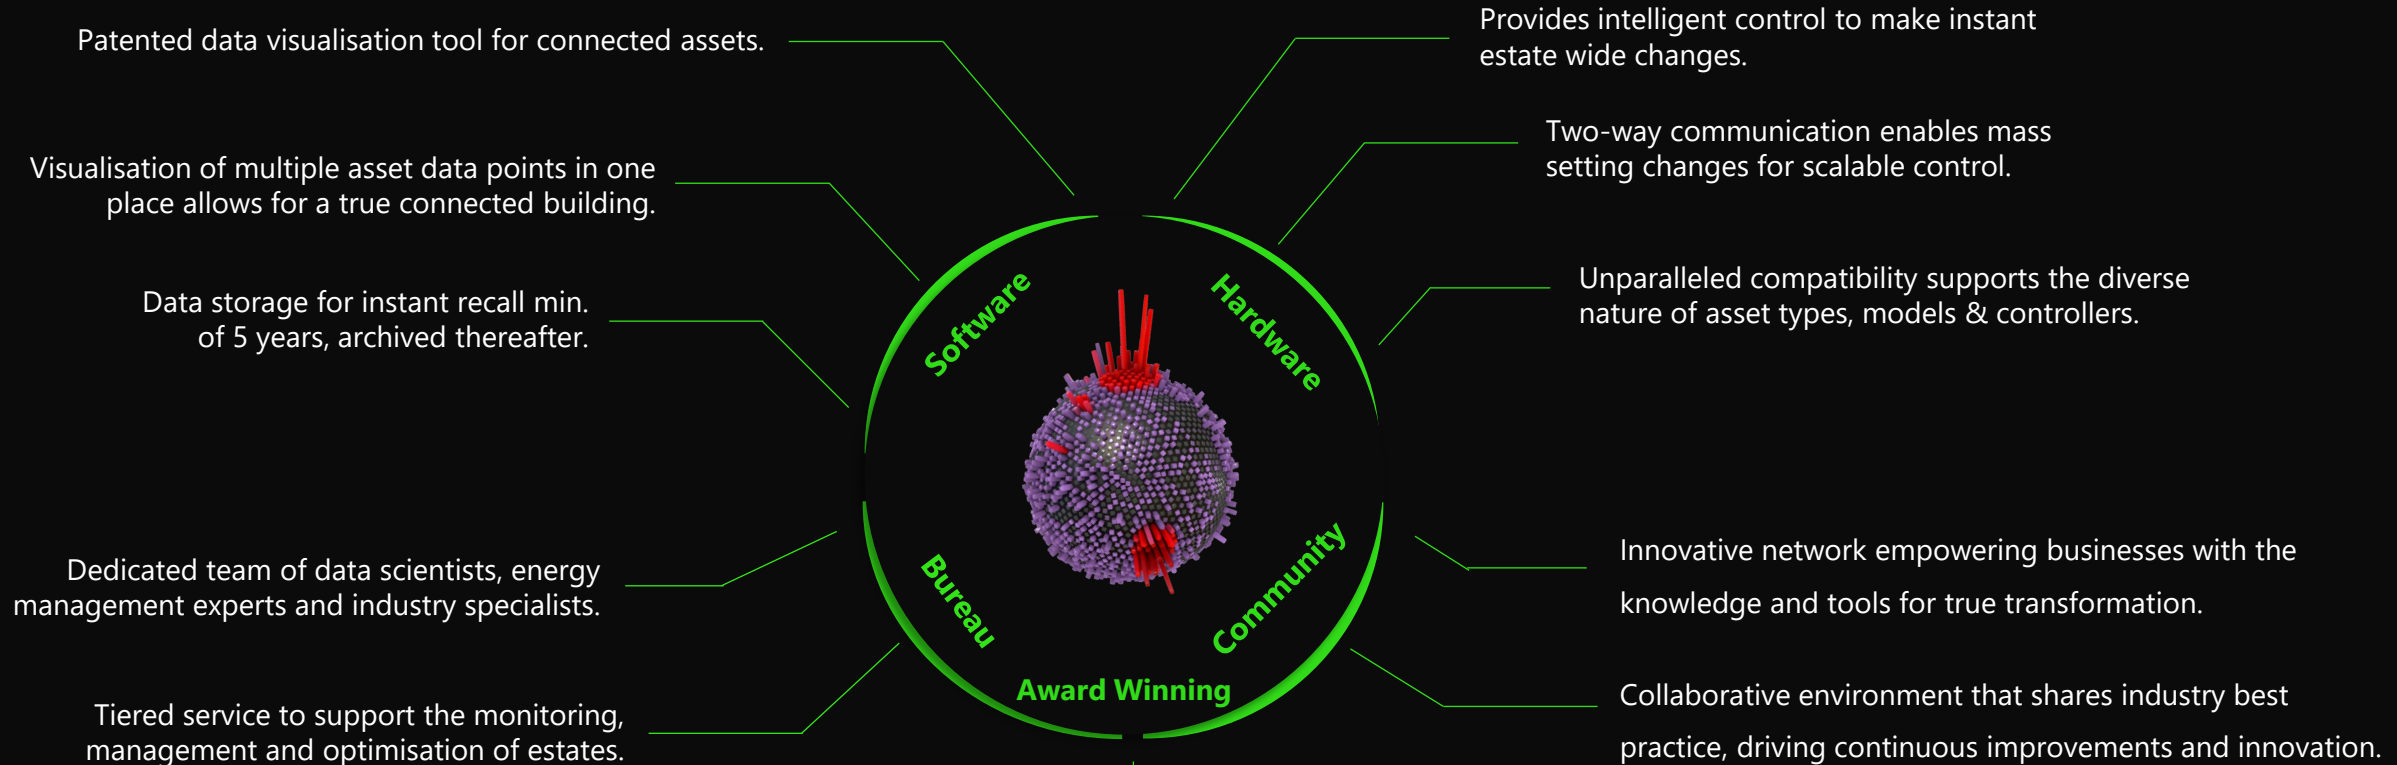 Patented data visualisation tool for connected assets.
Visualisation of multiple asset data points in one
place allows for a true connected building.
Data storage for instant recall min.
of 5 years, archived thereafter.
Dedicated team of data scientists, energy
management experts and industry specialists.
Tiered service to support the monitoring,
management and optimisation of estates.
Software
Hardware
Bureau
Community
Award Winning
Provides intelligent control to make instant
estate wide changes.
Two-way communication enables mass
setting changes for scalable control.
Unparalleled compatibility supports the diverse
nature of asset types, models & controllers.
Innovative network empowering businesses with the
knowledge and tools for true transformation.
Collaborative environment that shares industry best
practice, driving continuous improvements and innovation.